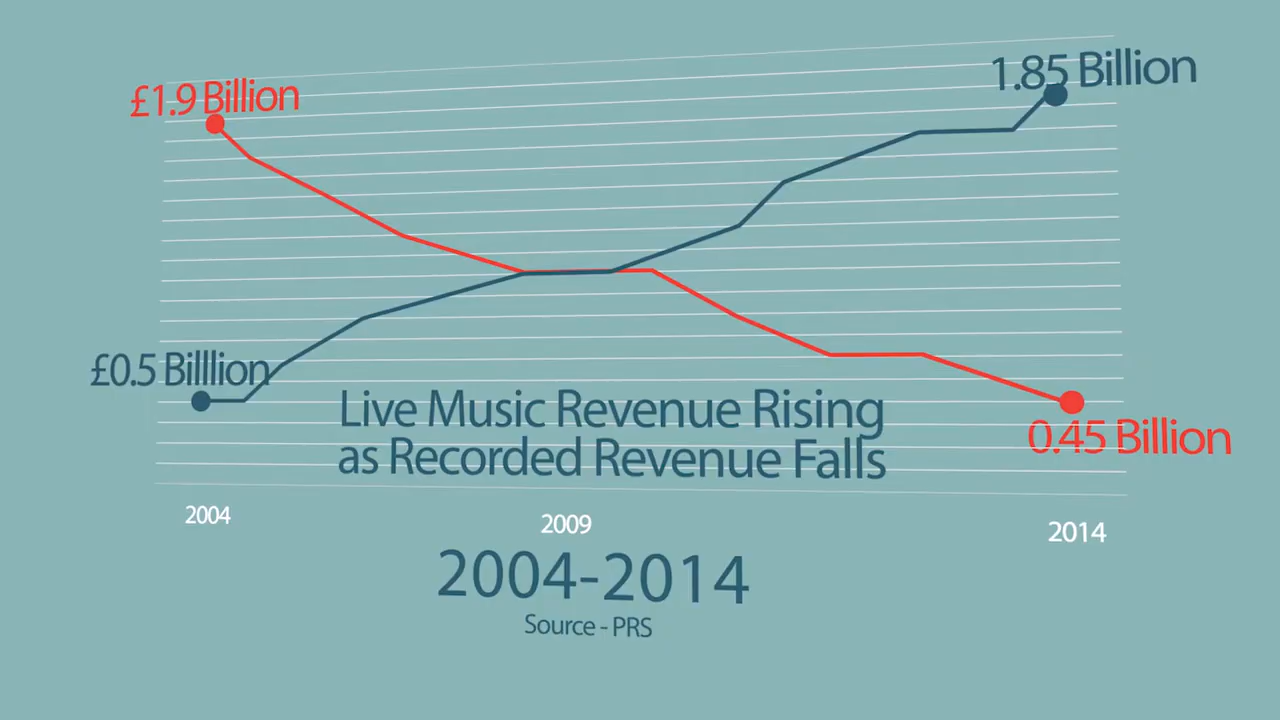 £1.9 Billion
1.85 Billion
£0.5 Billlion
Live Music Revenue Rising
as Recorded Revenue Falls
0.45 Billion
2004
2009
2014
2004-2014
Source - PRS